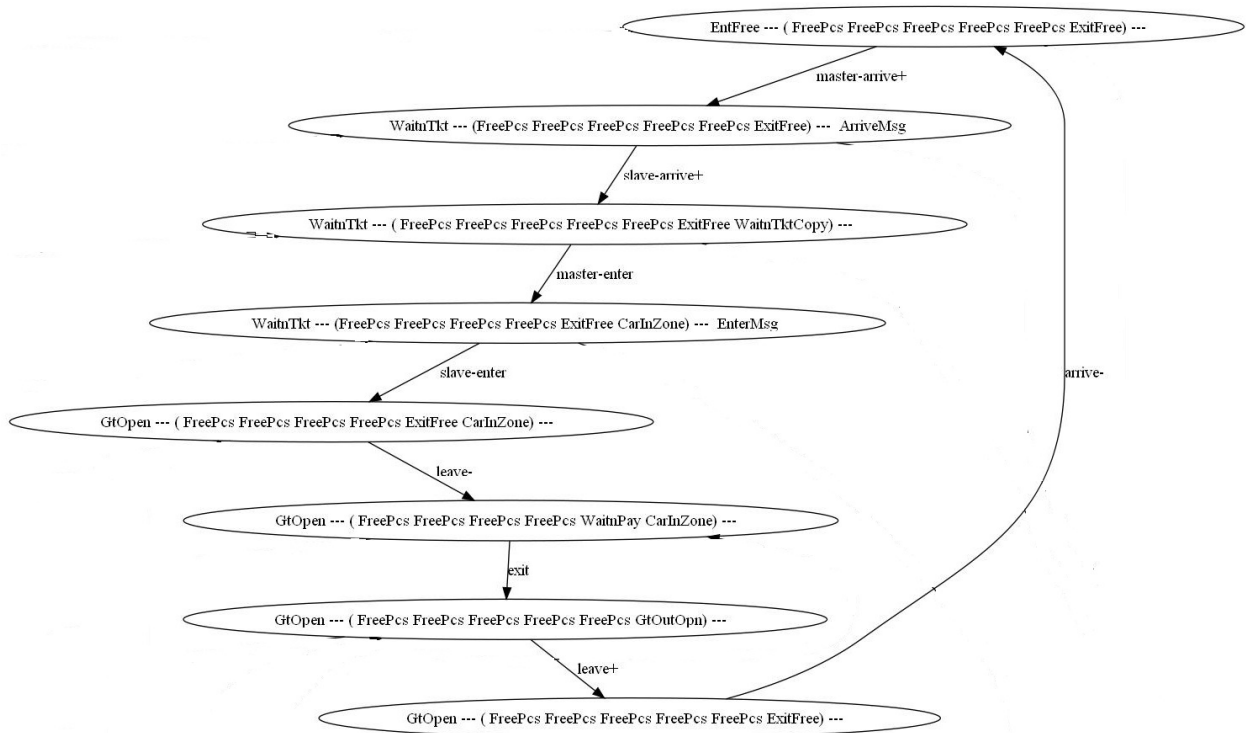 EntFree --- ( FreePcs FreePcs FreePcs FreePcs FreePcs ExitFree) ---
master-arrive+
WaitnTkt --- (FreePcs FreePcs FreePcs FreePcs FreePcs ExitFree) --- ArriveMsg
slave-arrive+
WaitnTkt --- ( FreePcs FreePcs FreePcs FreePcs FreePcs ExitFree WaitnTktCopy) ---
master-enter
WaitnTkt --- (FreePcs FreePcs FreePcs FreePcs ExitFree CarInZone) --- EnterMsg
slave-enter
arrive-
GtOpen --- ( FreePcs FreePcs FreePcs FreePcs ExitFree CarInZone) ---
leave-
GtOpen --- ( FreePcs FreePcs FreePcs FreePcs WaitnPay CarInZone) ---
exit
GtOpen --- ( FreePcs FreePcs FreePcs FreePcs FreePcs GtOutOpn) ---
leave+
GtOpen --- ( FreePcs FreePcs FreePcs FreePcs FreePcs ExitFree) ---